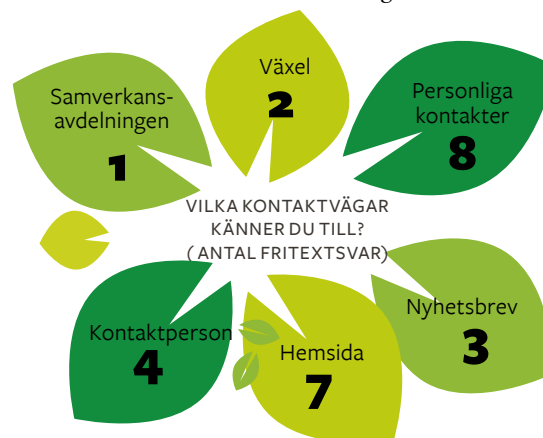 Samverkans-
avdelningen
1
Växel
2
Personliga
kontakter
8
VILKA KONTAKTVÄGAR
KÄNNER DU TILL?
( ANTAL FRITEXTSVAR)
Kontaktperson
4
Hemsida
7
Nyhetsbrev
3